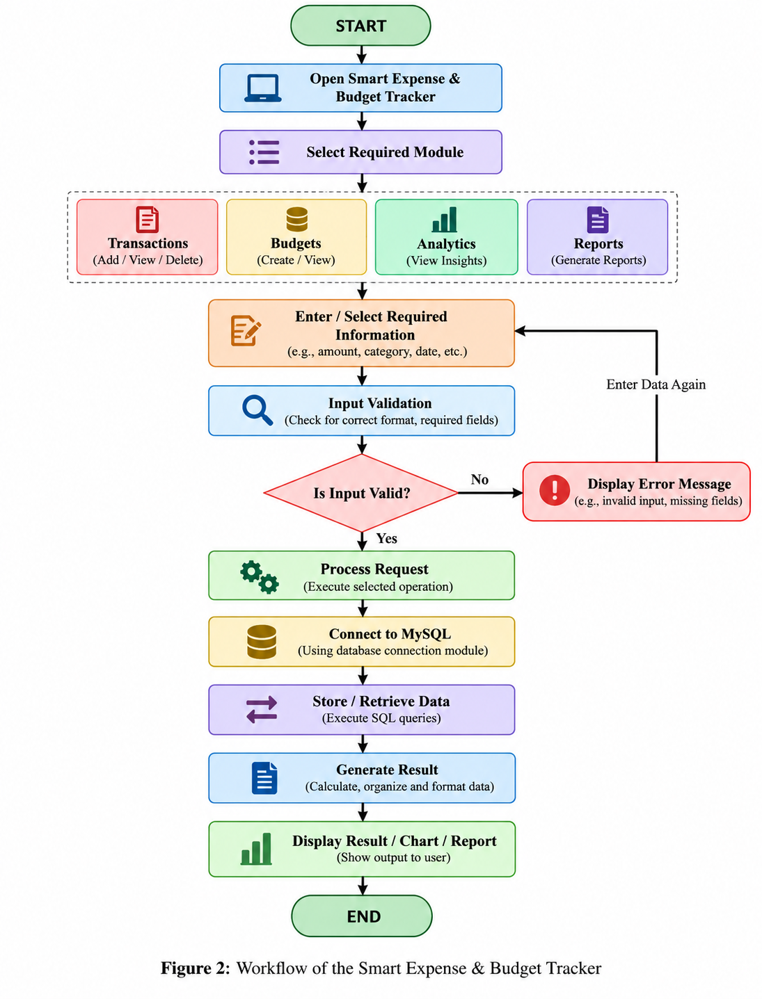 START
Open Smart Expense &
Budget Tracker
Select Required Module
Transactions
(Add / View / Delete)
Budgets
(Create / View)
Analytics
(View Insights)
Reports
(Generate Reports)
Enter / Select Required
Information
(e.g., amount, category, date, etc.)
Enter Data Again
Input Validation
(Check for correct format, required fields)
Is Input Valid?
No
Display Error Message
(e.g., invalid input, missing fields)
Yes
Process Request
(Execute selected operation)
Connect to MySQL
(Using database connection module)
Store / Retrieve Data
(Execute SQL queries)
Generate Result
(Calculate, organize and format data)
Display Result / Chart / Report
(Show output to user)
END
Figure 2: Workflow of the Smart Expense & Budget Tracker